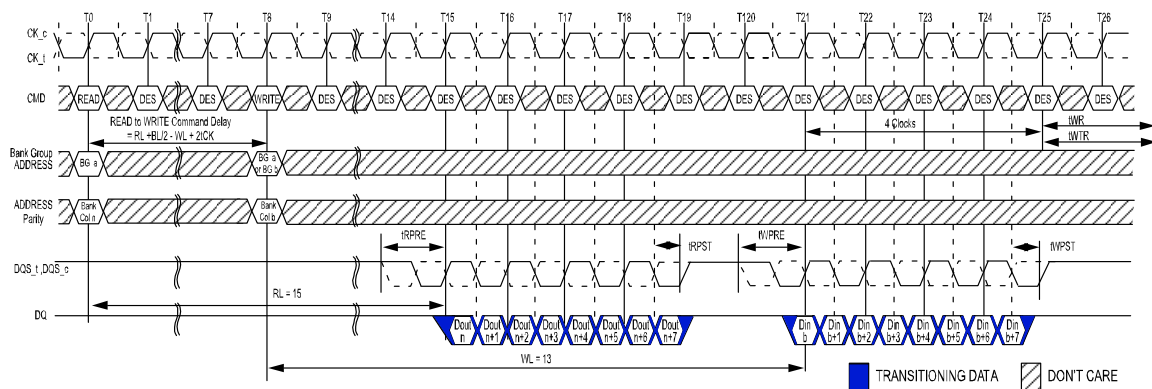 T0 T1 T7 T8 T9 T14 T15 T16 T17 T18 T19 T120 T21 T22 T23 T24 T25 T26
CK_c
CK_t
CMD READ DES DES WRITE DES DES DES DES DES DES DES DES DES DES DES DES DES DES
READ to WRITE Command Delay
= RL +BL/2 - WL + 2tCK
4 Clocks
tWR
tWTR
Bank Group
ADDRESS
BG a
BG a
or BG b
ADDRESS
Parity
Bank
Col n
Bank
Col b
tRPRE
tRPST
tWPRE
tWPST
DQS_t ,DQS_c
RL = 15
DQ
Dout
n
Dout
n+1
Dout
n+2
Dout
n+3
Dout
n+4
Dout
n+5
Dout
n+6
Dout
n+7
Din
b
Din
b+1
Din
b+2
Din
b+3
Din
b+4
Din
b+5
Din
b+6
Din
b+7
WL = 13
TRANSITIONING DATA
DON'T CARE